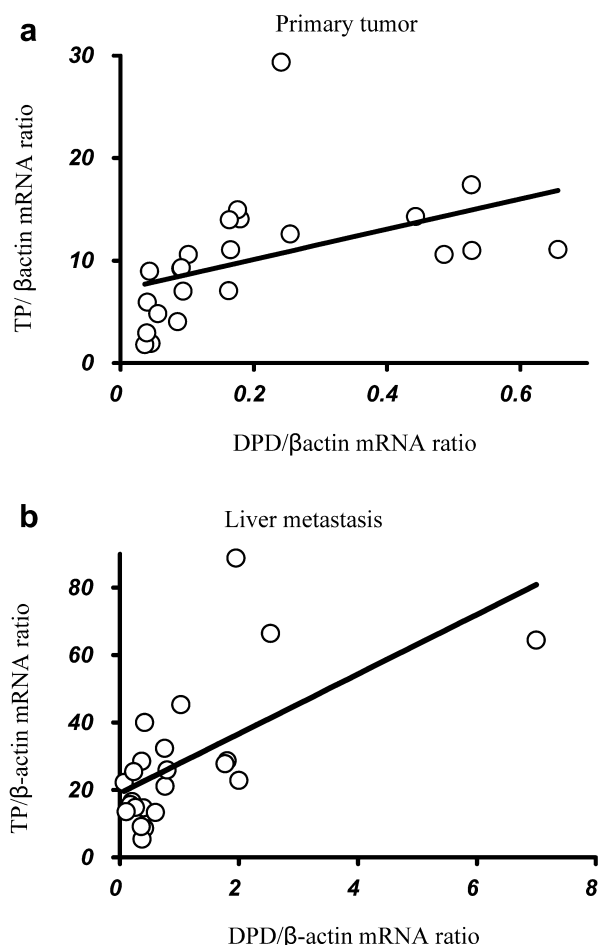 a
Primary tumor
30
20
10
0
TP/ βactin mRNA ratio
0 0.2 0.4 0.6
DPD/βactin mRNA ratio
b
Liver metastasis
80
60
40
20
0
TP/β-actin mRNA ratio
0 2 4 6 8
DPD/β-actin mRNA ratio